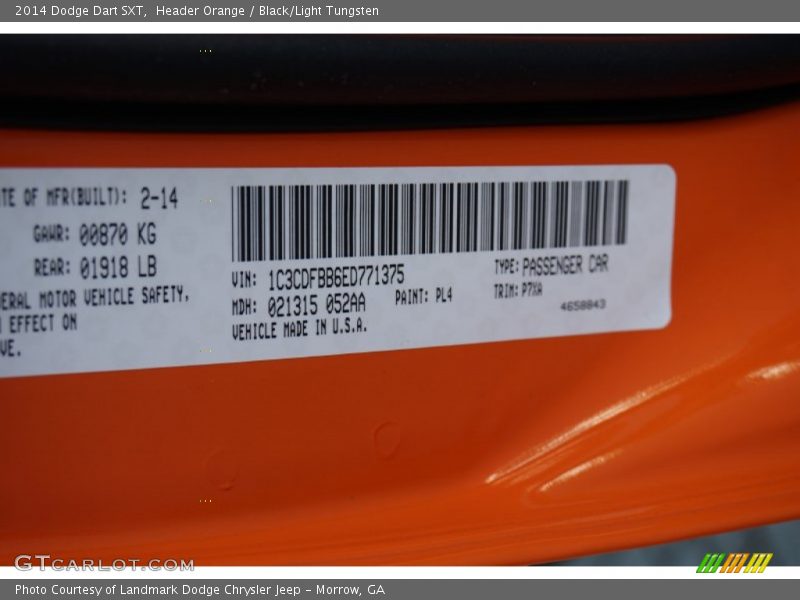 2014 Dodge Dart SXT, Header Orange / Black/Light Tungsten
TE OF MFR(BUILT): 2-14
GAWR: 00870 KG
REAR: 01918 LB
ERAL MOTOR VEHICLE SAFETY,
EFFECT ON
VE.
VIN: 1C3CDFBB6ED771375
MDH: 021315 052AA
PAINT: PL4
VEHICLE MADE IN U.S.A.
TYPE: PASSENGER CAR
TRIM: P7XA
4658843
GTCARLOT.COM
Photo Courtesy of Landmark Dodge Chrysler Jeep – Morrow, GA